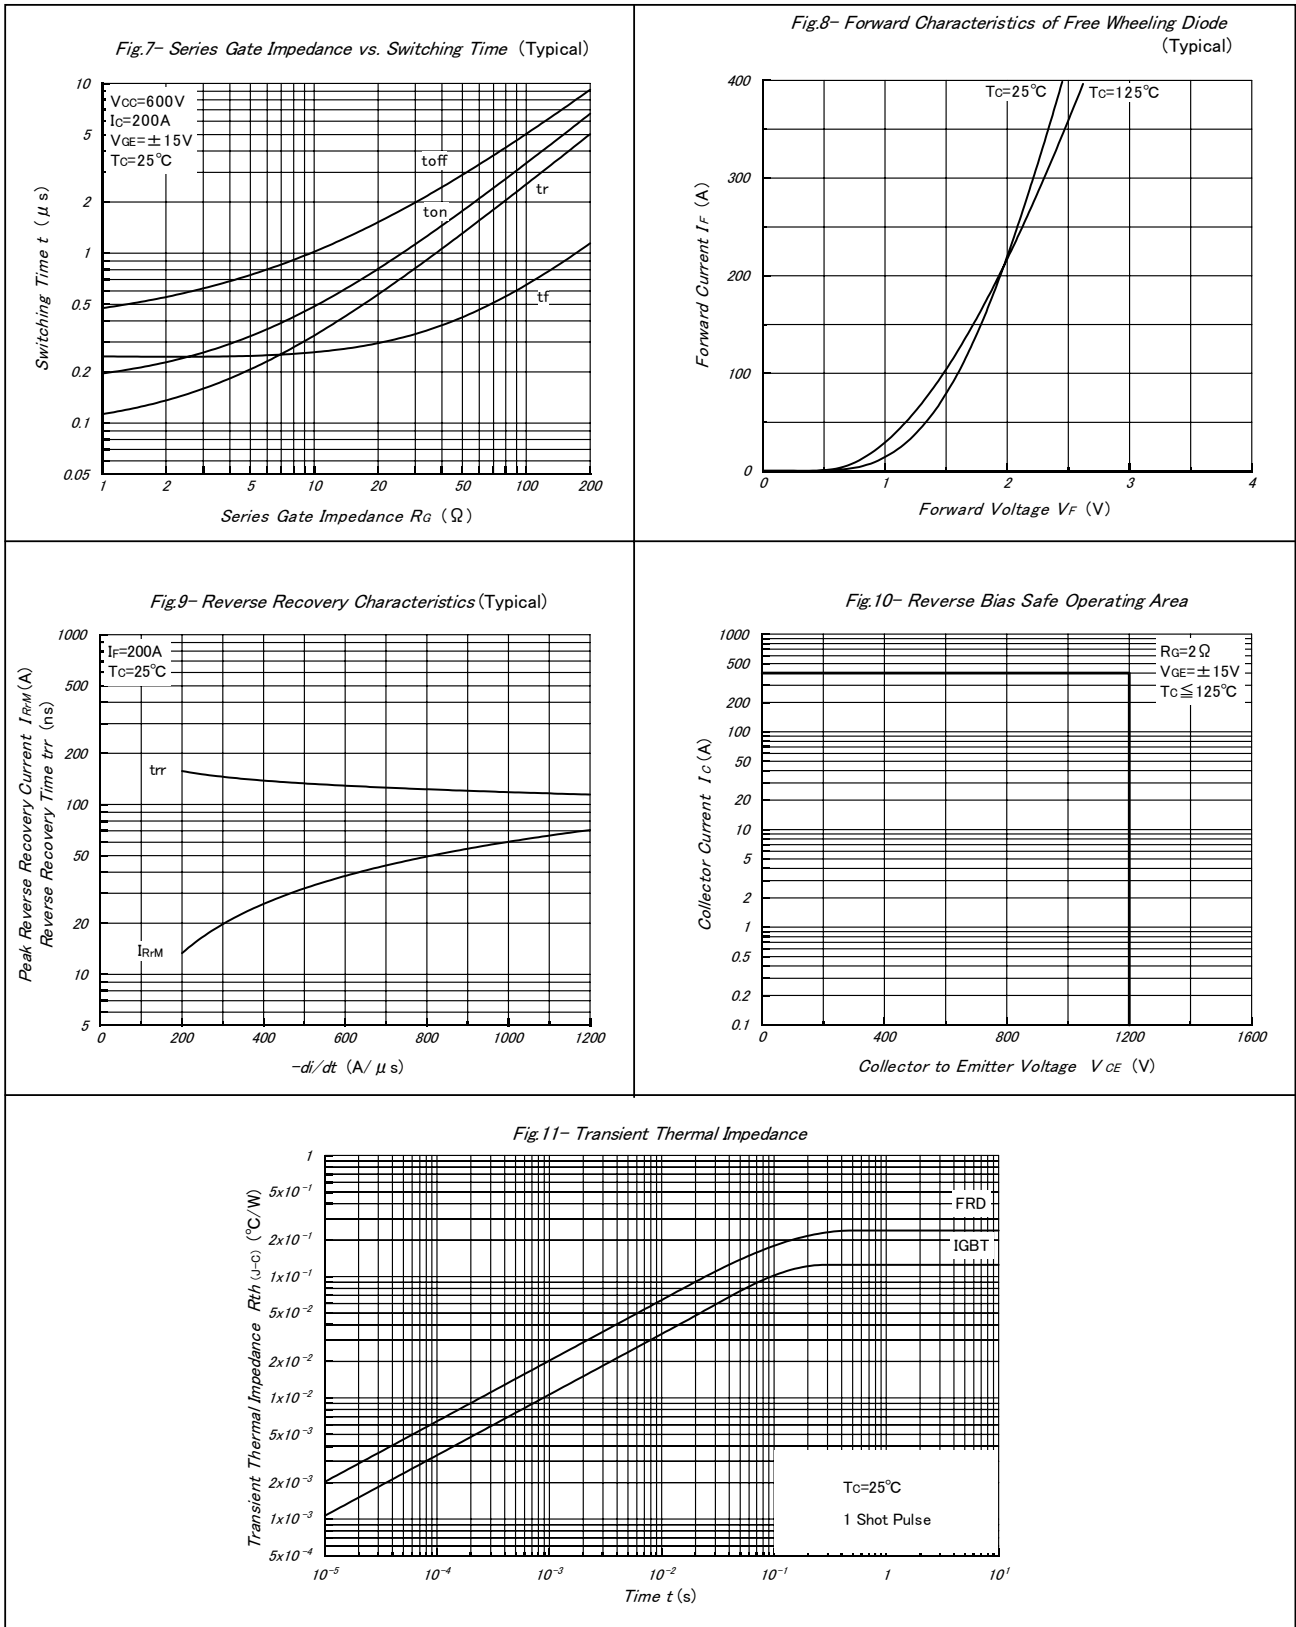 Fig.7- Series Gate Impedance vs. Switching Time (Typical)
10
5
2
1
0.5
0.2
0.1
0.05
Switching Time t (μs)
VCC=600V
IC=200A
VGE=±15V
TC=25℃
toff
ton
tr
tf
1
2
5
10
20
50
100
200
Series Gate Impedance RG (Ω)
Fig.8- Forward Characteristics of Free Wheeling Diode
(Typical)
400
300
200
100
0
Forward Current IF (A)
TC=25℃
TC=125℃
0
1
2
3
4
Forward Voltage VF (V)
Fig.9- Reverse Recovery Characteristics (Typical)
1000
500
200
100
50
20
10
5
Peak Reverse Recovery Current IRrM (A)
Reverse Recovery Time trr (ns)
IF=200A
TC=25℃
trr
IRrM
0
200
400
600
800
1000
1200
-di/dt (A/μs)
Fig.10- Reverse Bias Safe Operating Area
1000
500
200
100
50
20
10
5
2
1
0.5
0.2
0.1
Collector Current IC (A)
RG=2Ω
VGE=±15V
TC≦125℃
0
400
800
1200
1600
Collector to Emitter Voltage VCE (V)
Fig.11- Transient Thermal Impedance
1
5x10⁻¹
2x10⁻¹
1x10⁻¹
5x10⁻²
2x10⁻²
1x10⁻²
5x10⁻³
2x10⁻³
1x10⁻³
5x10⁻⁴
Transient Thermal Impedance Rth (J-C) (℃/W)
FRD
IGBT
TC=25℃
1 Shot Pulse
10⁻⁵
10⁻⁴
10⁻³
10⁻²
10⁻¹
1
10¹
Time t (s)